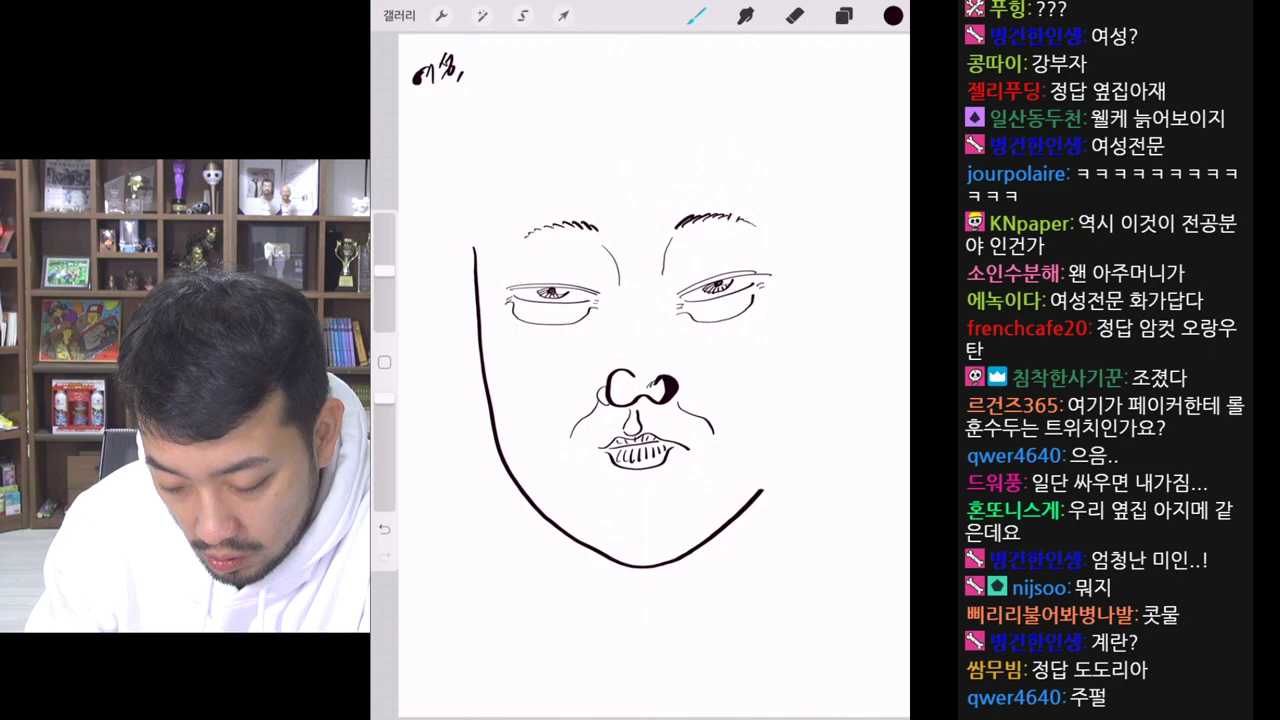 갤러리
여성,
푸힝: ???
병건한인생: 여성?
콩따이: 강부자
젤리푸딩: 정답 옆집아재
일산동두천: 웰케 늙어보이지
병건한인생: 여성전문
jourpolaire: ㅋㅋㅋㅋㅋㅋㅋㅋㅋ
ㅋㅋㅋ
KNpaper: 역시 이것이 전공분
야 인건가
소인수분해: 왠 아주머니가
에녹이다: 여성전문 화가답다
frenchcafe20: 정답 암컷 오랑우
탄
침착한사기꾼: 조졌다
르건즈365: 여기가 페이커한테 롤
훈수두는 트위치인가요?
qwer4640: 으음..
드워풍: 일단 싸우면 내가짐...
혼또니스게: 우리 옆집 아지메 같
은데요
병건한인생: 엄청난 미인..!
nijsoo: 뭐지
삐리리불어봐병나발: 콧물
병건한인생: 계란?
쌈무빔: 정답 도도리아
qwer4640: 주펄